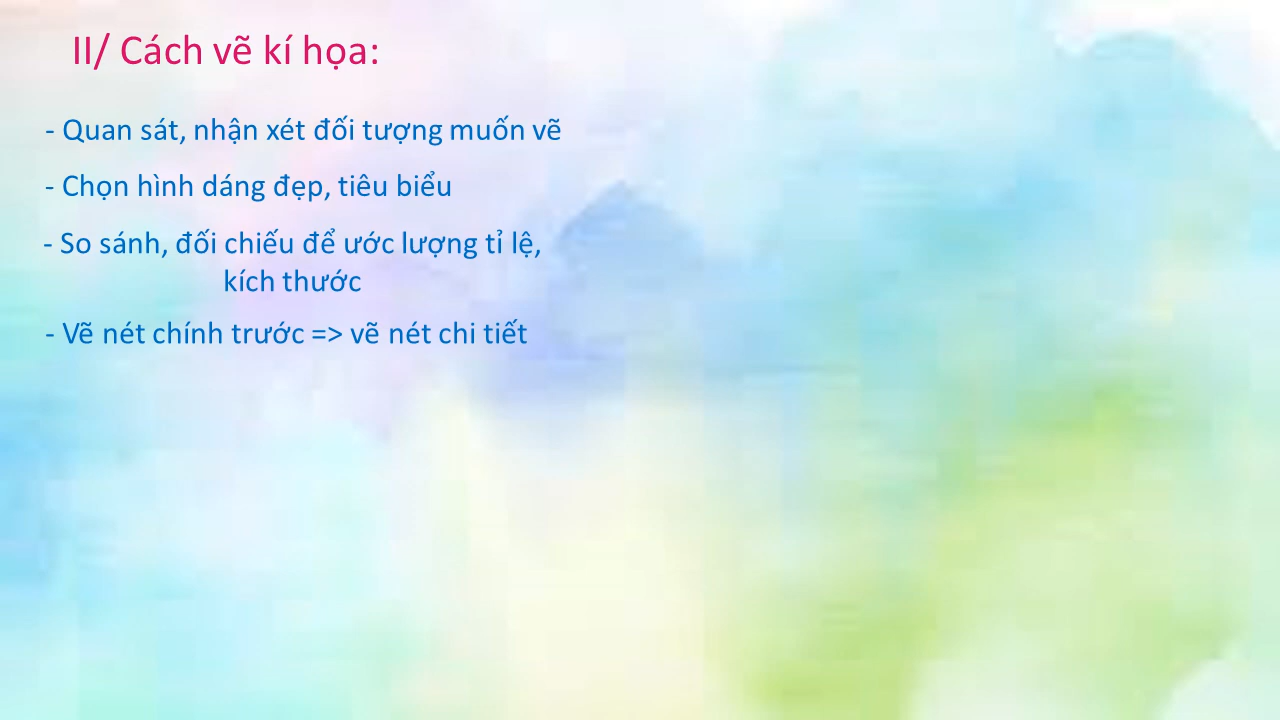 II/ Cách vẽ kí họa:
- Quan sát, nhận xét đối tượng muốn vẽ
- Chọn hình dáng đẹp, tiêu biểu
- So sánh, đối chiếu để ước lượng tỉ lệ,
kích thước
- Vẽ nét chính trước => vẽ nét chi tiết